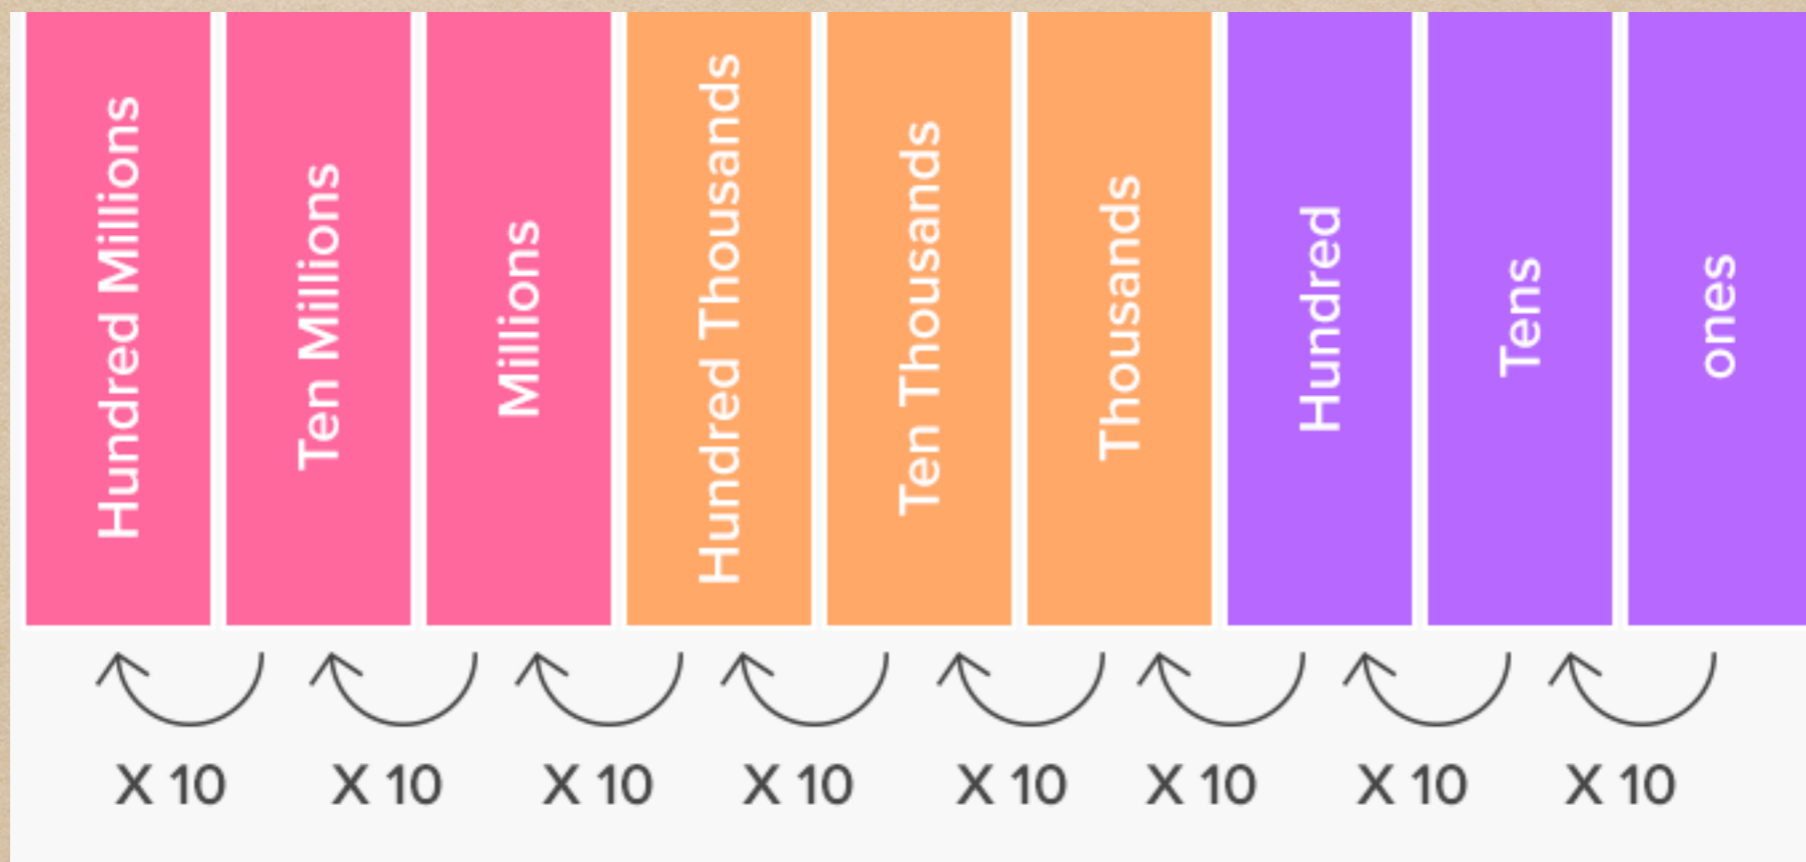 Hundred Millions
Ten Millions
Millions
Hundred Thousands
Ten Thousands
Thousands
Hundred
Tens
ones
X 10
X 10
X 10
X 10
X 10
X 10
X 10
X 10